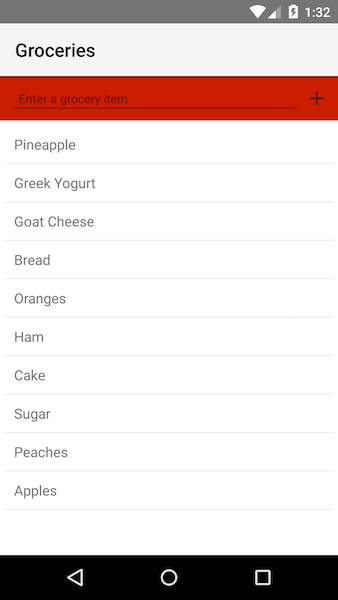 1:32
Groceries
Enter a grocery item
Pineapple
Greek Yogurt
Goat Cheese
Bread
Oranges
Ham
Cake
Sugar
Peaches
Apples